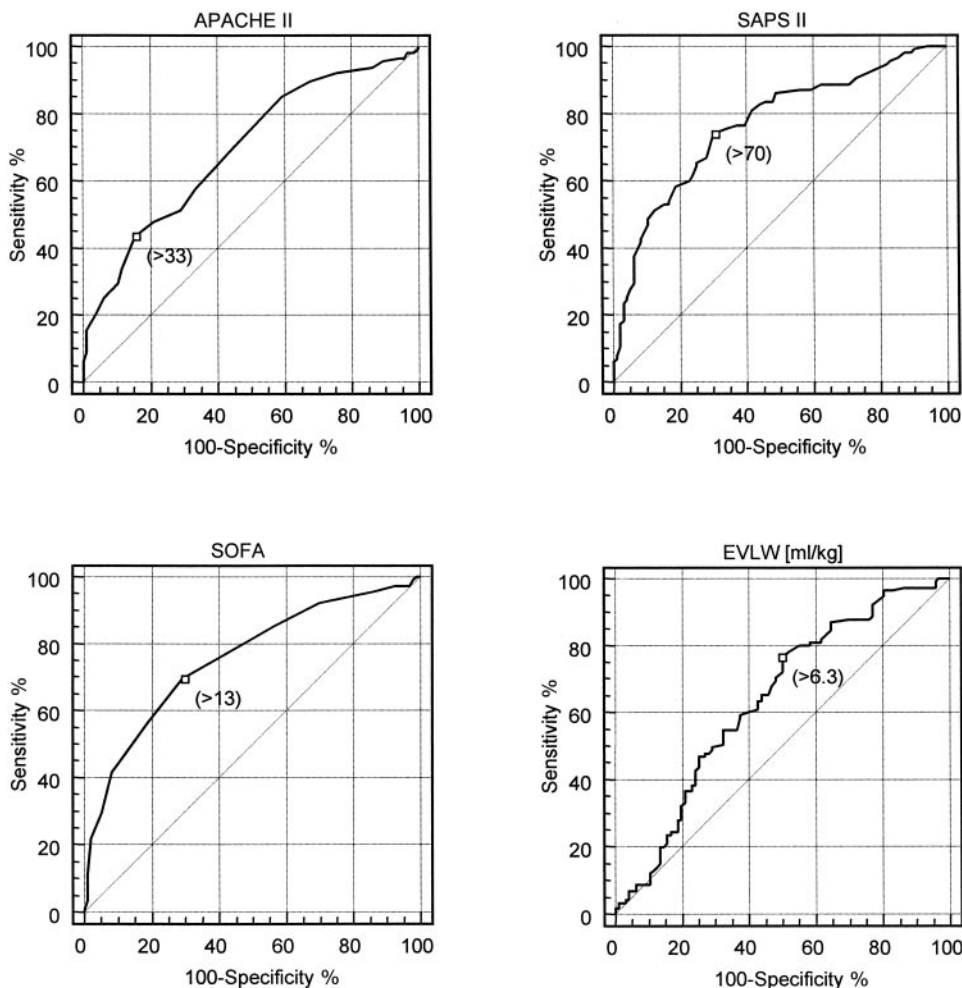 APACHE II
100
80
60
40
20
0
Sensitivity %
(>33)
0 20 40 60 80 100
100-Specificity %
SAPS II
100
80
60
40
20
0
Sensitivity %
(>70)
0 20 40 60 80 100
100-Specificity %
SOFA
100
80
60
40
20
0
Sensitivity %
(>13)
0 20 40 60 80 100
100-Specificity %
EVLW [ml/kg]
100
80
60
40
20
0
Sensitivity %
(>6.3)
0 20 40 60 80 100
100-Specificity %